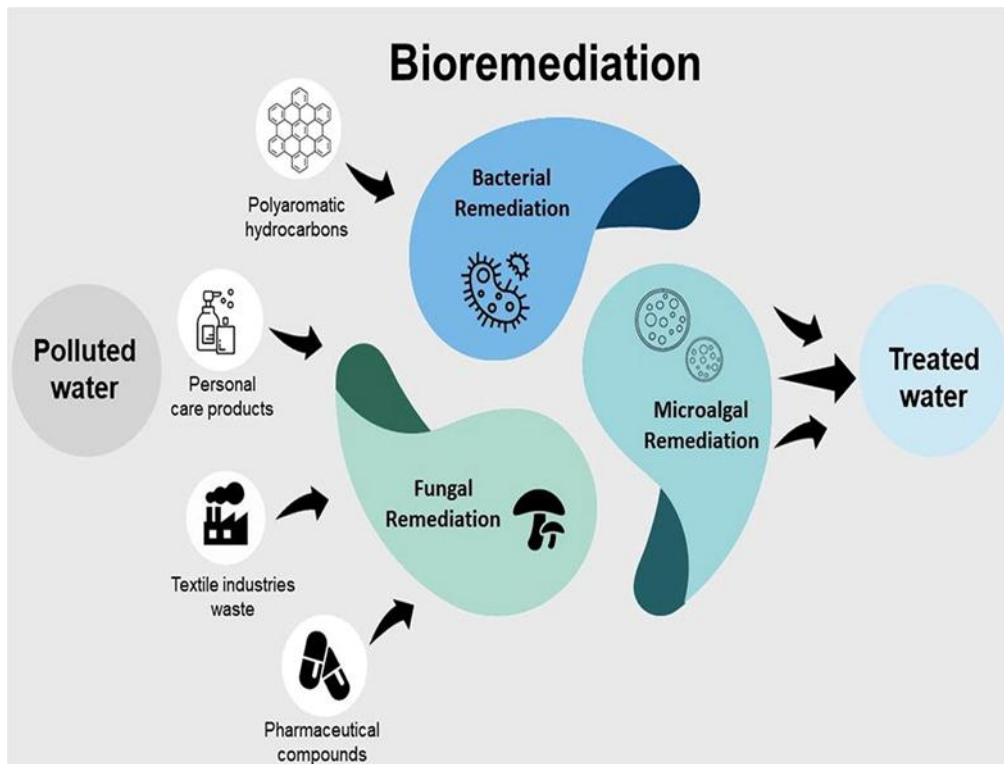 Bioremediation
Polyaromatic
hydrocarbons
Bacterial
Remediation
Polluted
water
Personal
care products
Microalgal
Remediation
Treated
water
Fungal
Remediation
Textile industries
waste
Pharmaceutical
compounds